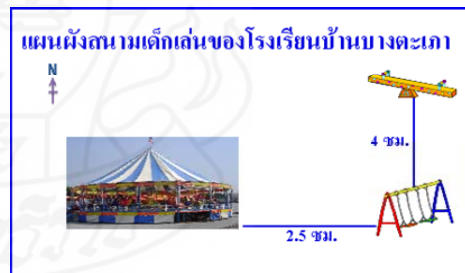 แผนผังสนามเด็กเล่นของโรงเรียนบ้านบางตะเภา
N
4 ซม.
2.5 ซม.